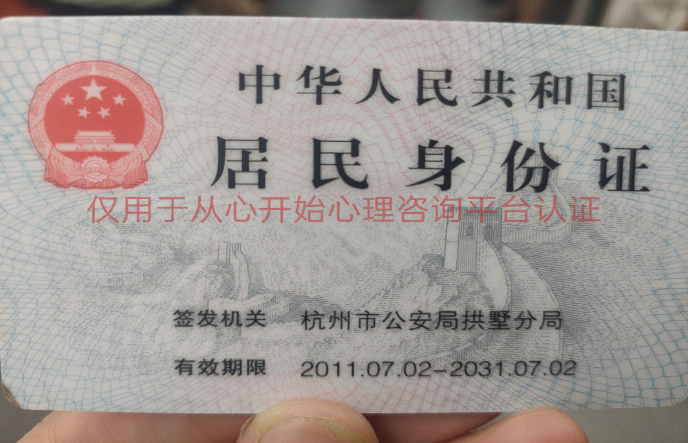 中华人民共和国
居民身份证
仅用于从心开始心理咨询平台认证
签发机关 杭州市公安局拱墅分局
有效期限 2011.07.02-2031.07.02